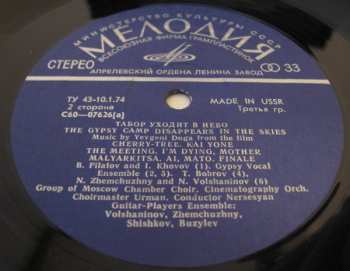 МИНИСТЕРСТВО КУЛЬТУРЫ СССР
МЕЛОДИЯ
ВСЕСОЮЗНАЯ ФИРМА ГРАМПЛАСТИНОК
СТЕРЕО
33
АПРЕЛЕВСКИЙ ОРДЕНА ЛЕНИНА ЗАВОД
ТУ 43-10.1.74
2 сторона
С60—07626(а)
MADE IN USSR
Третья гр.
ТАБОР УХОДИТ В НЕБО
THE GYPSY CAMP DISAPPEARS IN THE SKIES
Music by Yevgeni Doga from the film
CHERRY-TREE. KAI YONE
THE MEETING. I'M DYING, MOTHER
MALYARKITSA. AI, MATO. FINALE
B. Filatov and I. Khovov (1). Gypsy Vocal
Ensemble (2, 5). T. Bobrov (4).
N. Zhemchuzhny and N. Volshaninov (6)
Group of Moscow Chamber Choir. Cinematography Orch.
Choirmaster Urman. Conductor Nersesyan
Guitar-Players Ensemble:
Volshaninov, Zhemchuzhny,
Shishkov, Buzylev